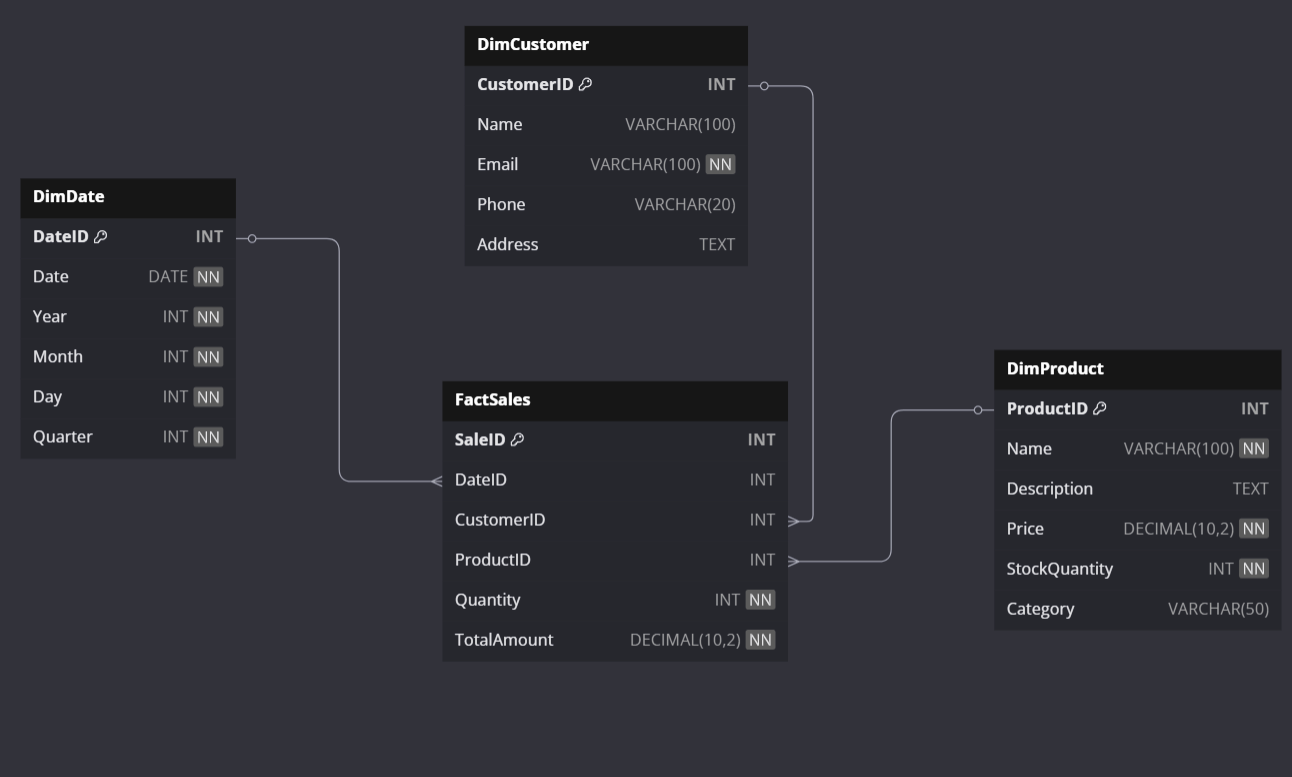 DimCustomer
CustomerID INT
Name VARCHAR(100)
Email VARCHAR(100) NN
Phone VARCHAR(20)
Address TEXT
DimDate
DateID INT
Date DATE NN
Year INT NN
Month INT NN
Day INT NN
Quarter INT NN
FactSales
SaleID INT
DateID INT
CustomerID INT
ProductID INT
Quantity INT NN
TotalAmount DECIMAL(10,2) NN
DimProduct
ProductID INT
Name VARCHAR(100) NN
Description TEXT
Price DECIMAL(10,2) NN
StockQuantity INT NN
Category VARCHAR(50)